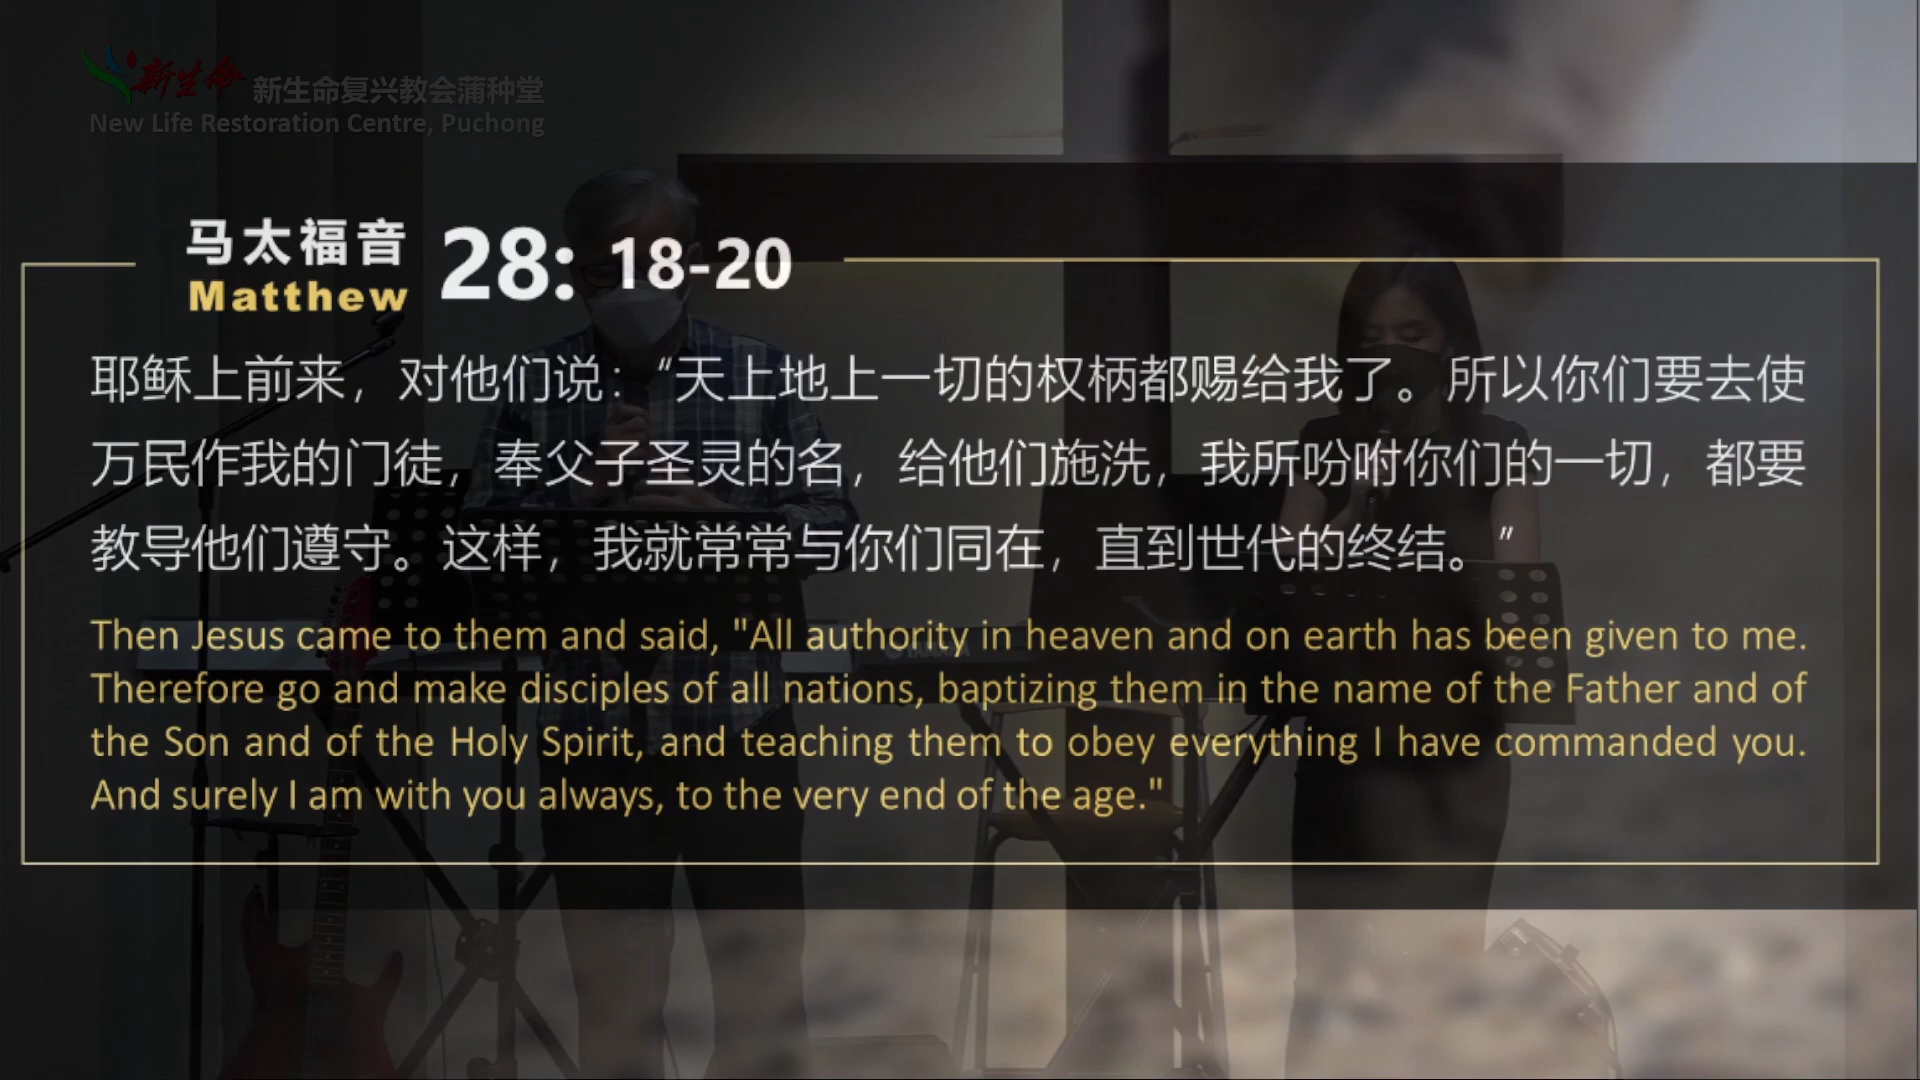 新生命 新生命复兴教会蒲种堂
New Life Restoration Centre, Puchong
马太福音 28: 18-20
Matthew
耶稣上前来，对他们说：“天上地上一切的权柄都赐给我了。所以你们要去使
万民作我的门徒，奉父子圣灵的名，给他们施洗，我所吩咐你们的一切，都要
教导他们遵守。这样，我就常常与你们同在，直到世代的终结。”
Then Jesus came to them and said, "All authority in heaven and on earth has been given to me.
Therefore go and make disciples of all nations, baptizing them in the name of the Father and of
the Son and of the Holy Spirit, and teaching them to obey everything I have commanded you.
And surely I am with you always, to the very end of the age."